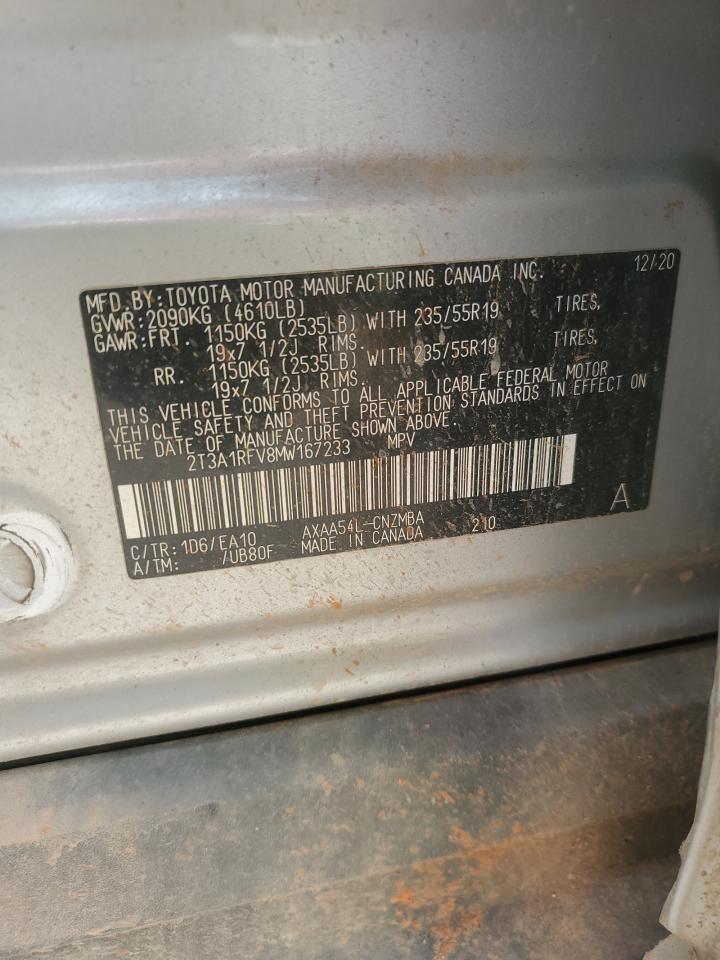 MFD. BY: TOYOTA MOTOR MANUFACTURING CANADA INC. 12/20
GVWR: 2090KG (4610LB)
GAWR: FRT. 1150KG (2535LB) WITH 235/55R19 TIRES,
19x7 1/2J RIMS.
RR. 1150KG (2535LB) WITH 235/55R19 TIRES,
19x7 1/2J RIMS.
THIS VEHICLE CONFORMS TO ALL APPLICABLE FEDERAL MOTOR
VEHICLE SAFETY AND THEFT PREVENTION STANDARDS IN EFFECT ON
THE DATE OF MANUFACTURE SHOWN ABOVE.
2T3A1RFV8MW167233 MPV
C/TR: 1D6/EA10 AXAA54L-CNZMBA 210 A
A/TM: /UB80F MADE IN CANADA